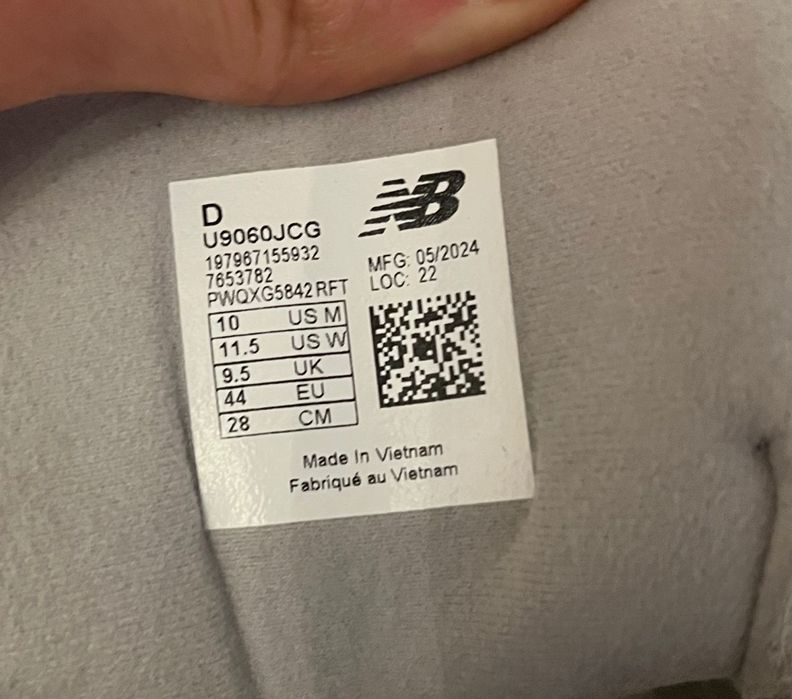 D
U9060JCG
197967155932
7653782
PWQXG5842 RFT
NB
MFG: 05/2024
LOC: 22
10 US M
11.5 US W
9.5 UK
44 EU
28 CM
Made In Vietnam
Fabriqué au Vietnam